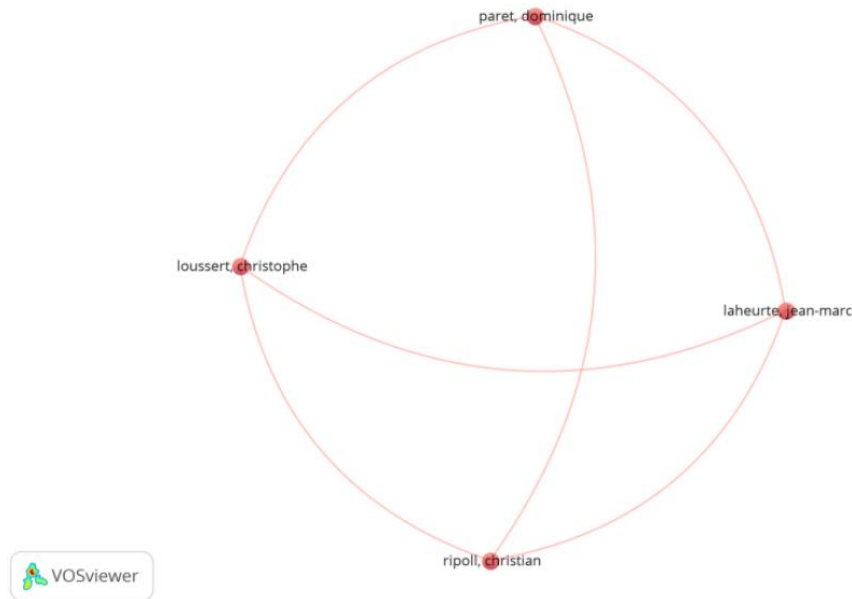 paret, dominique
loussert, christophe
laheurte, jean-marc
ripoll, christian
VOSviewer